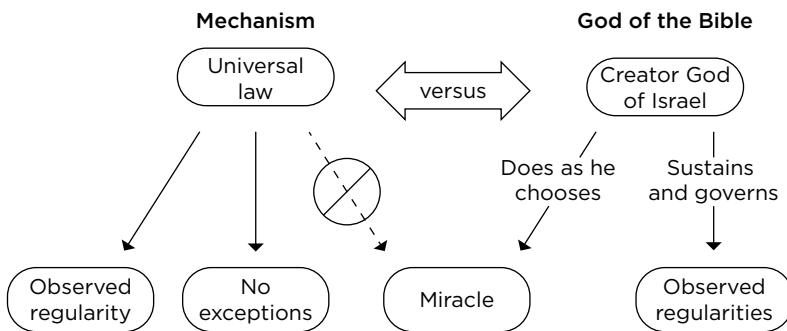 Mechanism
God of the Bible
Universal
law
versus
Creator God
of Israel
Does as he
chooses
Sustains
and governs
Observed
regularity
No
exceptions
Miracle
Observed
regularities